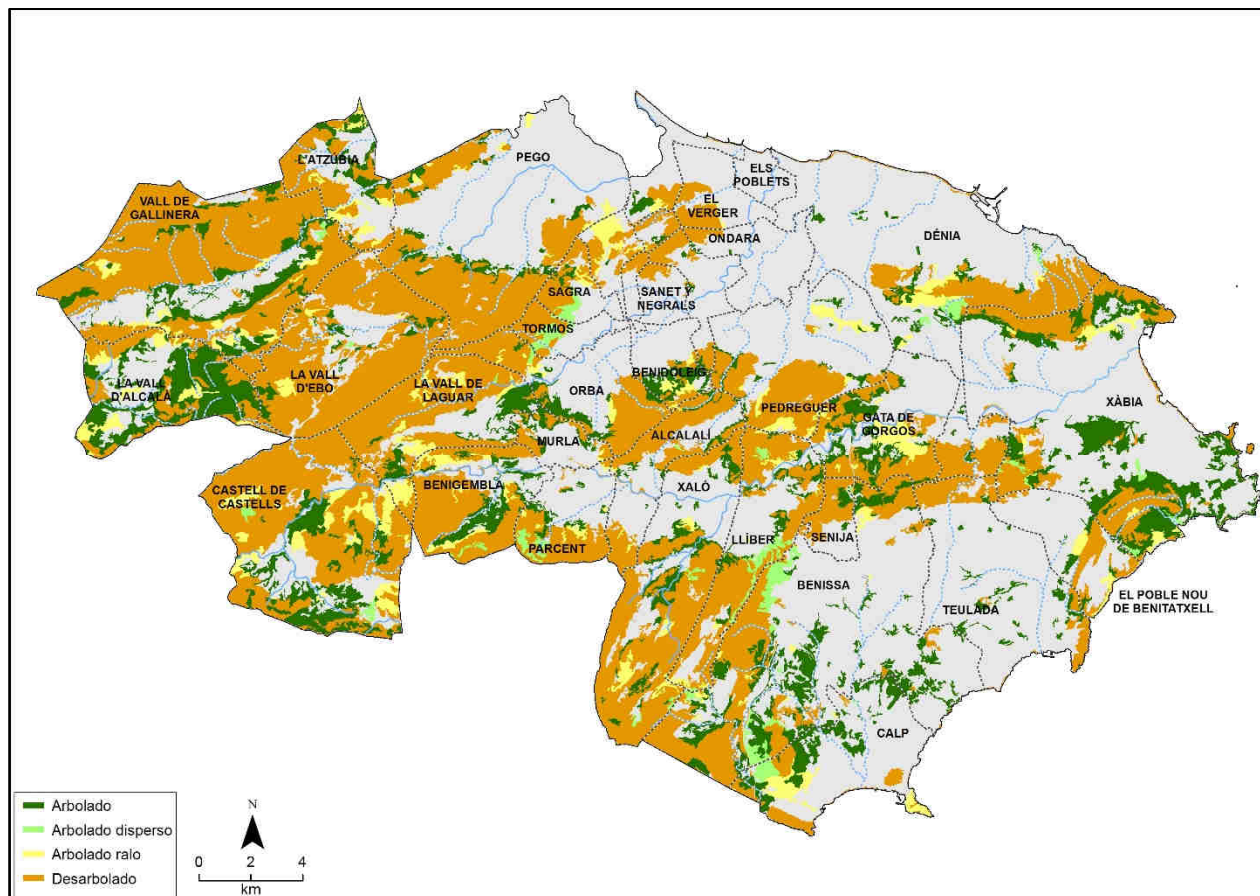 L'ATZÚBIA
PEGO
ELS
POBLETS
VALL DE
GALLINERA
EL
VERGER
ONDARA
DÉNIA
SAGRA
SANET Y
NEGRALS
TORMOS
LA VALL
D'ALCALÀ
LA VALL
D'EBO
LA VALL DE
LAGUAR
BENIDOLEIG
ORBA
PEDREGUER
XÀBIA
GATA DE
GORGOS
MURLA
ALCALALÍ
CASTELL DE
CASTELLS
BENIGEMBLA
XALÓ
PARCENT
LLÍBER
SENIJA
BENISSA
TEULADA
EL POBLE NOU
DE BENITATXELL
CALP
Arbolado
Arbolado disperso
Arbolado ralo
Desarbolado
N
0 2 4
km